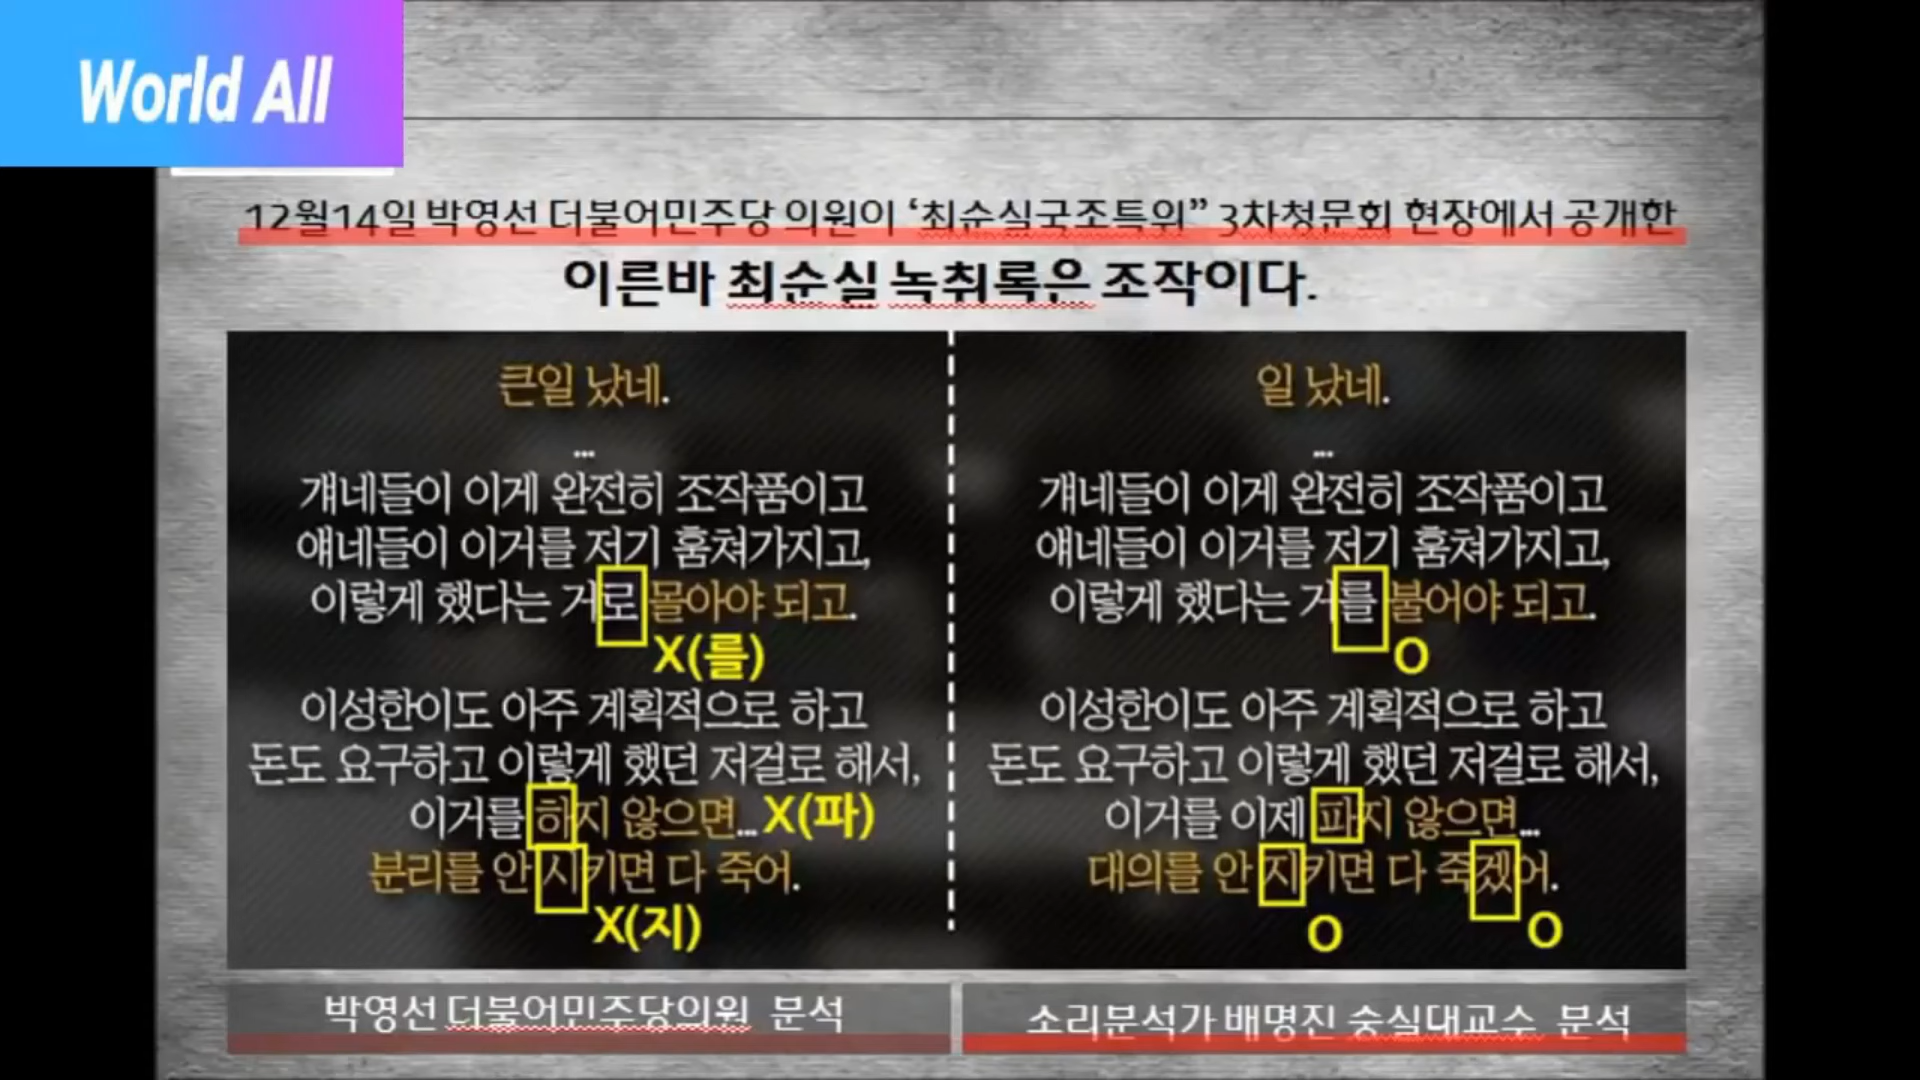 World All
12월14일 박영선 더불어민주당 의원이 ‘최순실국조특위” 3차청문회 현장에서 공개한
이른바 최순실 녹취록은 조작이다.
큰일 났네.
...
걔네들이 이게 완전히 조작품이고
얘네들이 이거를 저기 훔쳐가지고,
이렇게 했다는 거로 몰아야 되고.
X(를)
이성한이도 아주 계획적으로 하고
돈도 요구하고 이렇게 했던 저걸로 해서,
이거를 하지 않으면... X(파)
분리를 안 시키면 다 죽어.
X(지)
박영선 더불어민주당의원 분석
일 났네.
...
걔네들이 이게 완전히 조작품이고
얘네들이 이거를 저기 훔쳐가지고,
이렇게 했다는 거를 불어야 되고.
O
이성한이도 아주 계획적으로 하고
돈도 요구하고 이렇게 했던 저걸로 해서,
이거를 이제 파지 않으면...
대의를 안 지키면 다 죽겠어.
O O
소리분석가 배명진 숭실대교수 분석